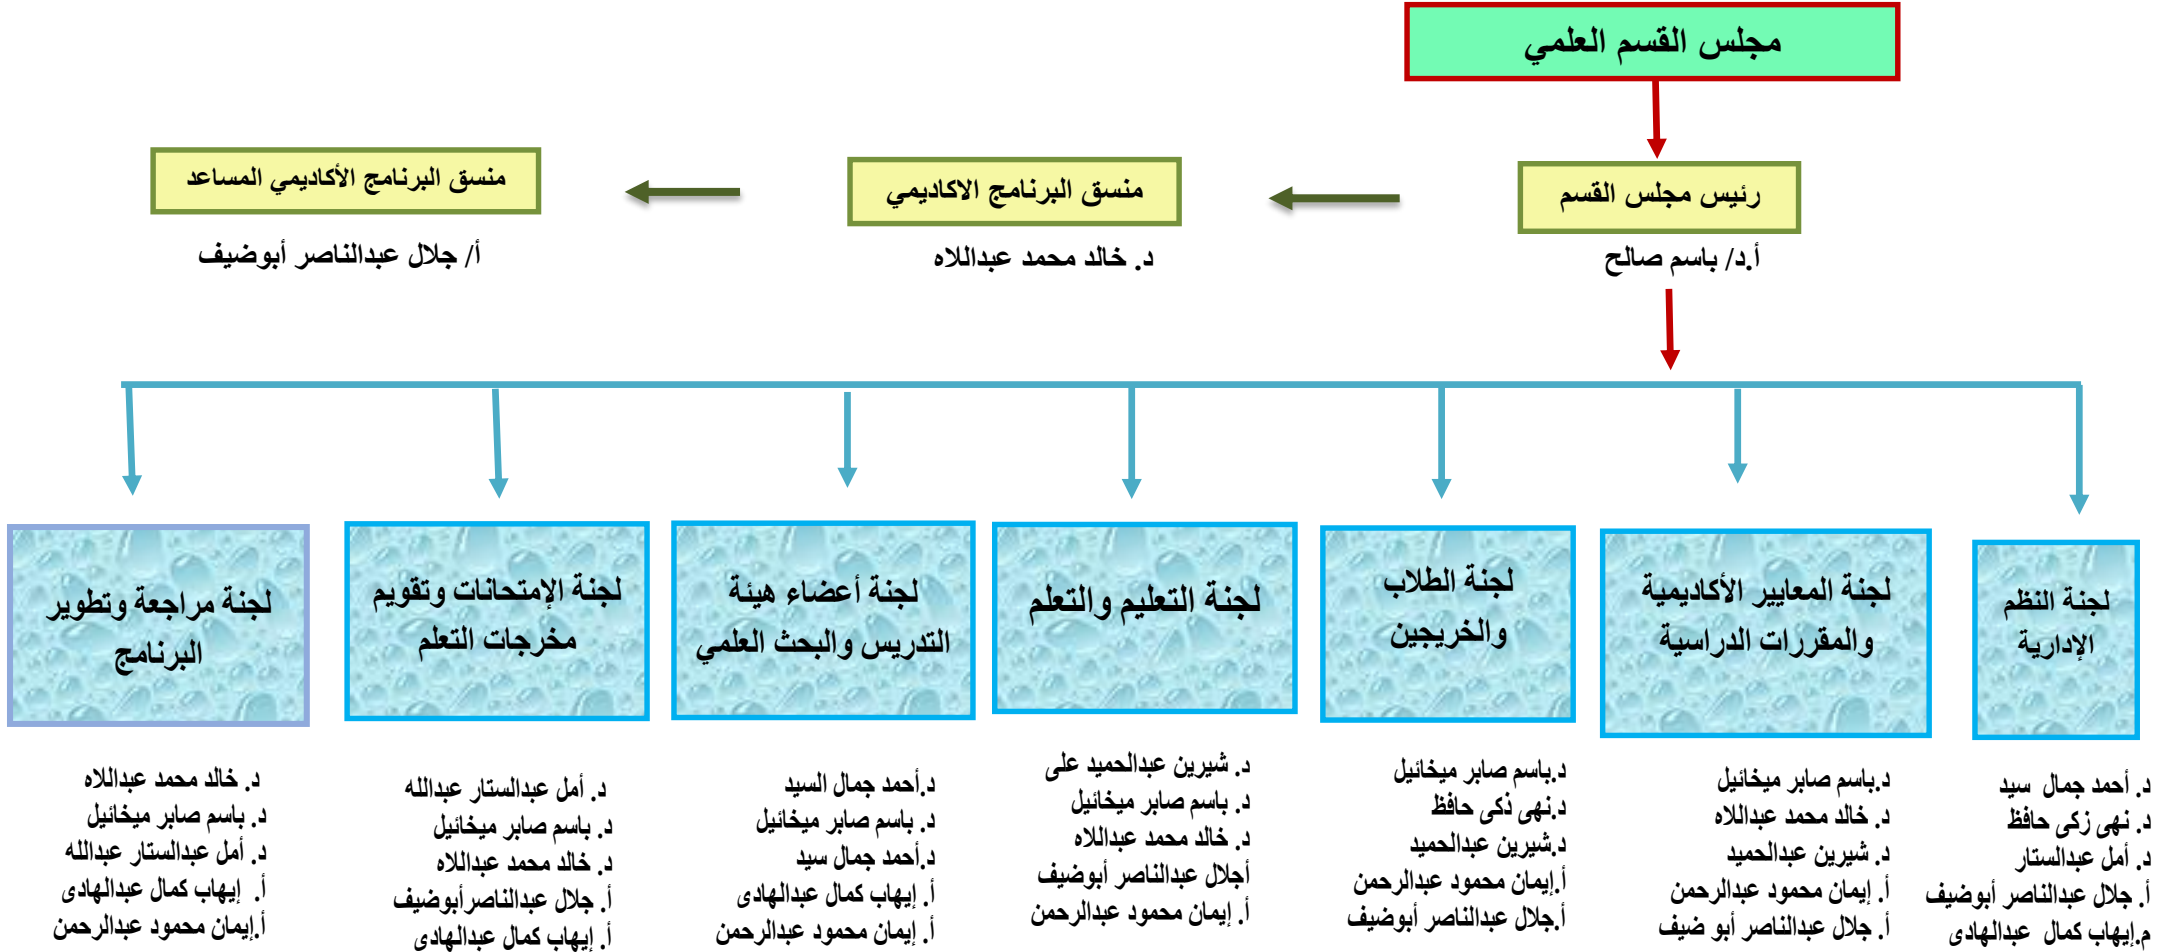 مجلس القسم العلمي
رئيس مجلس القسم
أ.د/ باسم صالح
منسق البرنامج الاكاديمي
د. خالد محمد عبداللاه
منسق البرنامج الأكاديمي المساعد
أ/ جلال عبدالناصر أبوضيف
لجنة النظم
الإدارية
د. أحمد جمال سيد
د. نهى زكى حافظ
د. أمل عبدالستار
أ. جلال عبدالناصر أبوضيف
م.إيهاب كمال عبدالهادى
لجنة المعايير الأكاديمية
والمقررات الدراسية
د.باسم صابر ميخائيل
د. خالد محمد عبداللاه
د. شيرين عبدالحميد
أ. إيمان محمود عبدالرحمن
أ. جلال عبدالناصر أبو ضيف
لجنة الطلاب
والخريجين
د.باسم صابر ميخائيل
د.نهى ذكى حافظ
د.شيرين عبدالحميد
أ.إيمان محمود عبدالرحمن
أ.جلال عبدالناصر أبوضيف
لجنة التعليم والتعلم
د. شيرين عبدالحميد على
د. باسم صابر ميخائيل
د. خالد محمد عبداللاه
أجلال عبدالناصر أبوضيف
أ. إيمان محمود عبدالرحمن
لجنة أعضاء هيئة
التدريس والبحث العلمي
د.أحمد جمال السيد
د. باسم صابر ميخائيل
د.أحمد جمال سيد
أ. إيهاب كمال عبدالهادى
أ. إيمان محمود عبدالرحمن
لجنة الإمتحانات وتقويم
مخرجات التعلم
د. أمل عبدالستار عبدالله
د. باسم صابر ميخائيل
د. خالد محمد عبداللاه
أ. جلال عبدالناصرأبوضيف
أ. إيهاب كمال عبدالهادى
لجنة مراجعة وتطوير
البرنامج
د. خالد محمد عبداللاه
د. باسم صابر ميخائيل
د. أمل عبدالستار عبدالله
أ. إيهاب كمال عبدالهادى
أ.إيمان محمود عبدالرحمن